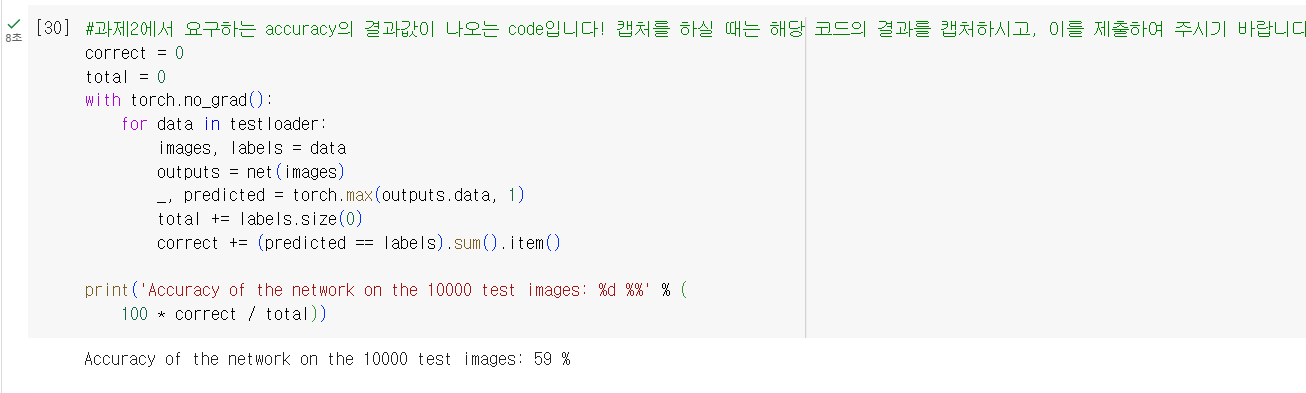 [30] #과제2에서 요구하는 accuracy의 결과값이 나오는 code입니다! 캡처를 하실 때는 해당 코드의 결과를 캡처하시고, 이를 제출하여 주시기 바랍니다
8초
correct = 0
total = 0
with torch.no_grad():
    for data in testloader:
        images, labels = data
        outputs = net(images)
        _, predicted = torch.max(outputs.data, 1)
        total += labels.size(0)
        correct += (predicted == labels).sum().item()
print('Accuracy of the network on the 10000 test images: %d %%' % (
    100 * correct / total))
Accuracy of the network on the 10000 test images: 59 %